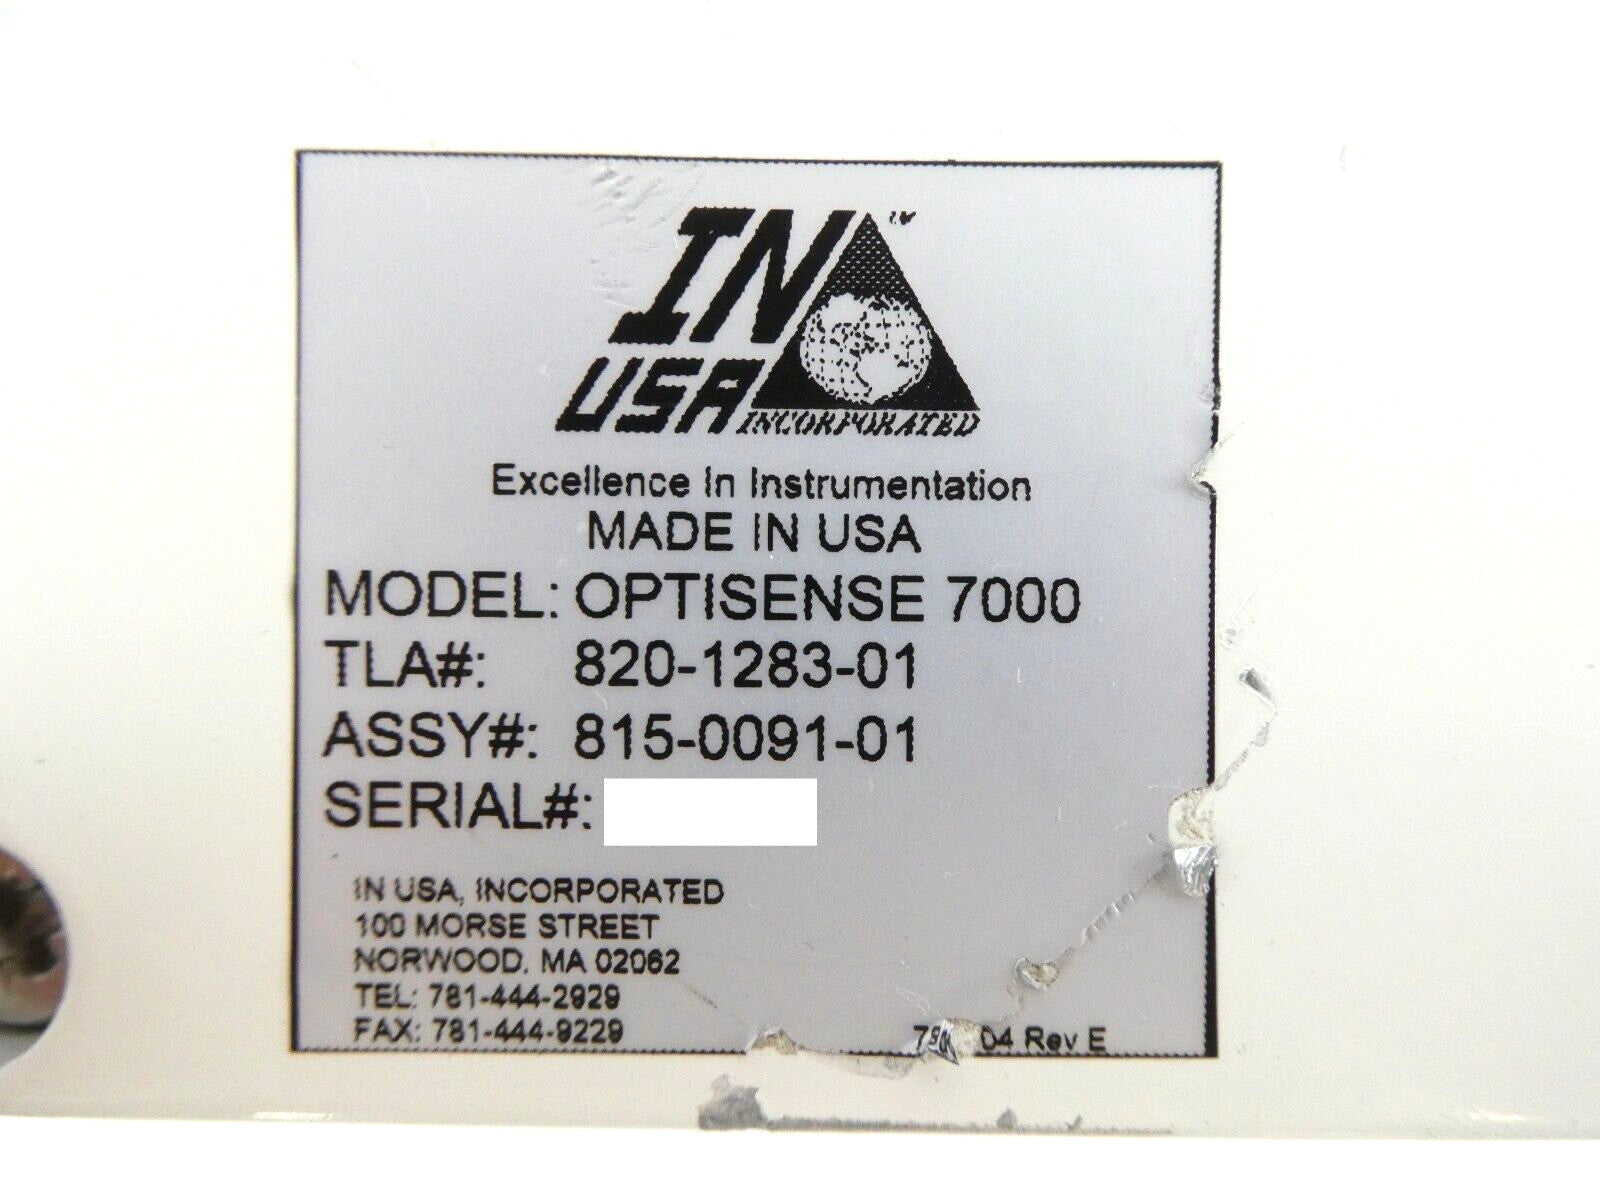 IN
USA
INCORPORATED
Excellence In Instrumentation
MADE IN USA
MODEL: OPTISENSE 7000
TLA#: 820-1283-01
ASSY#: 815-0091-01
SERIAL#:
IN USA, INCORPORATED
100 MORSE STREET
NORWOOD, MA 02062
TEL: 781-444-2929
FAX: 781-444-9229
Rev E